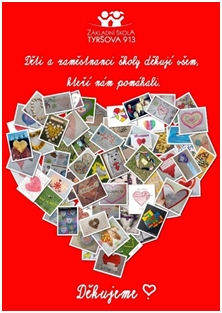 ZÁKLADNÍ ŠKOLA
TYRŠOVA 913
Děti a zaměstnanci školy děkují všem,
kteří nám pomáhali.
Děkujeme ♡